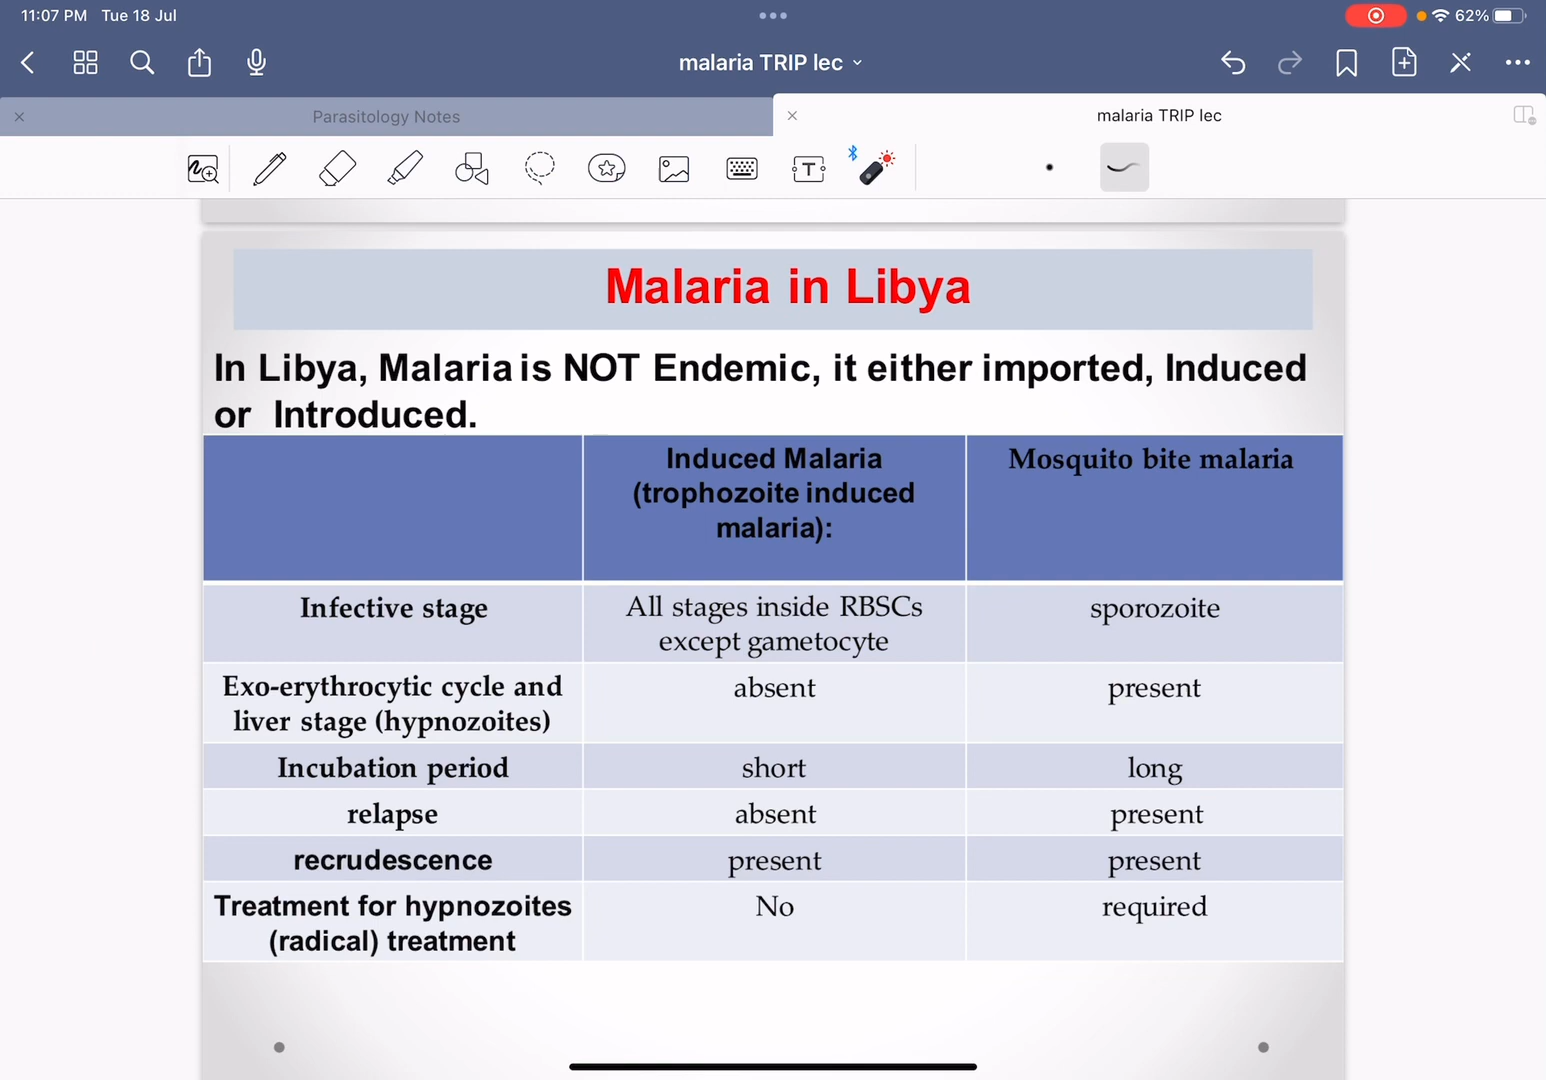 11:07 PM Tue 18 Jul
62%
malaria TRIP lec
Parasitology Notes
malaria TRIP lec
T
Malaria in Libya
In Libya, Malaria is NOT Endemic, it either imported, Induced
or Introduced.
Induced Malaria
(trophozoite induced
malaria):
Mosquito bite malaria
Infective stage
All stages inside RBSCs
except gametocyte
sporozoite
Exo-erythrocytic cycle and
liver stage (hypnozoites)
absent
present
Incubation period
short
long
relapse
absent
present
recrudescence
present
present
Treatment for hypnozoites
(radical) treatment
No
required